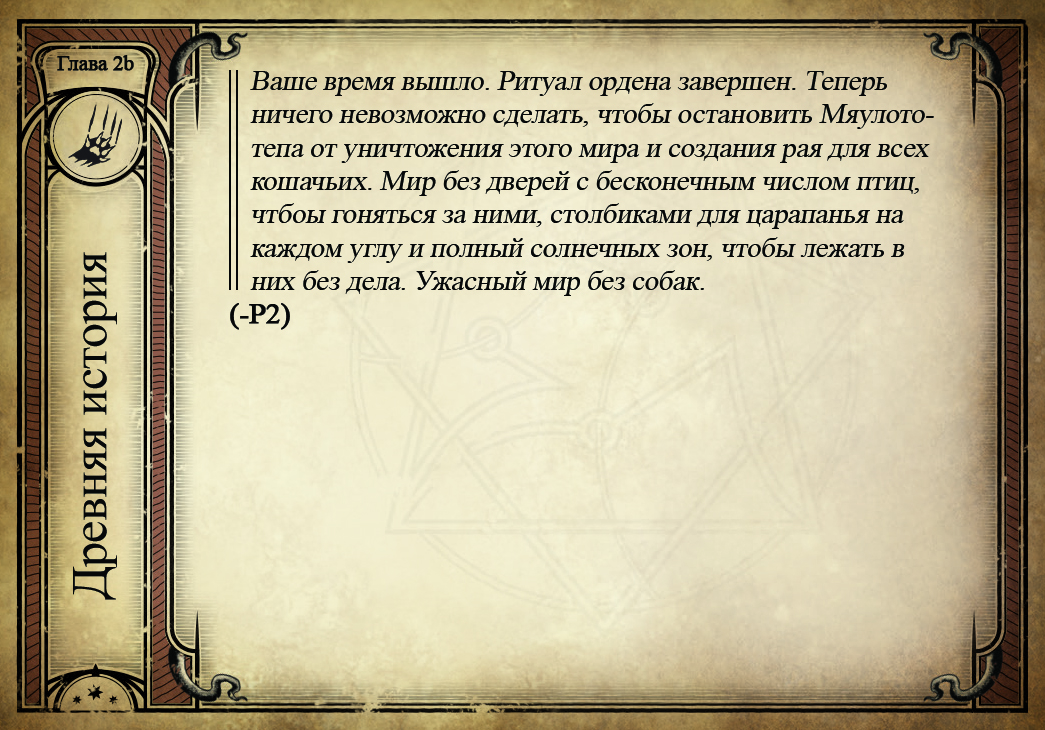 Глава 2b
Древняя история
Ваше время вышло. Ритуал ордена завершен. Теперь
ничего невозможно сделать, чтобы остановить Мяулото-
тепа от уничтожения этого мира и создания рая для всех
кошачьих. Мир без дверей с бесконечным числом птиц,
чтбоы гоняться за ними, столбиками для царапанья на
каждом углу и полный солнечных зон, чтобы лежать в
них без дела. Ужасный мир без собак.
(-Р2)